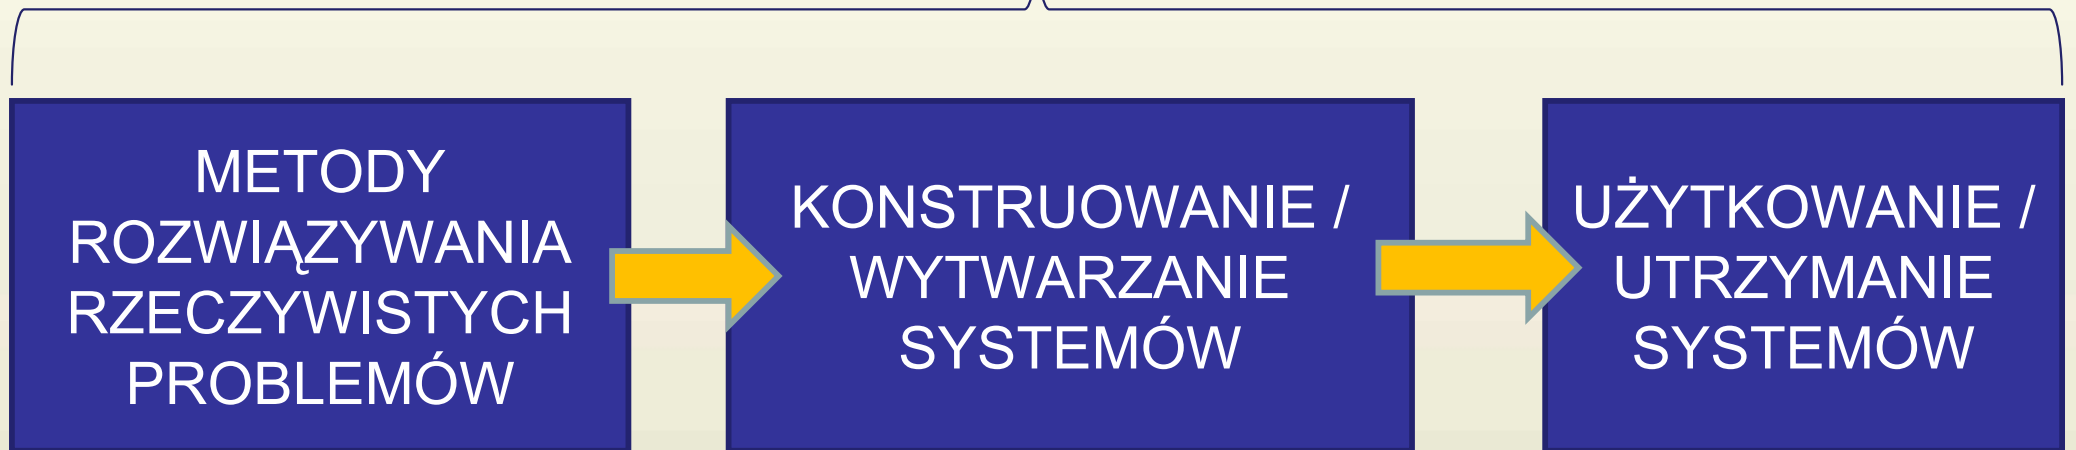 METODY
ROZWIĄZYWANIA
RZECZYWISTYCH
PROBLEMÓW
KONSTRUOWANIE /
WYTWARZANIE
SYSTEMÓW
UŻYTKOWANIE /
UTRZYMANIE
SYSTEMÓW